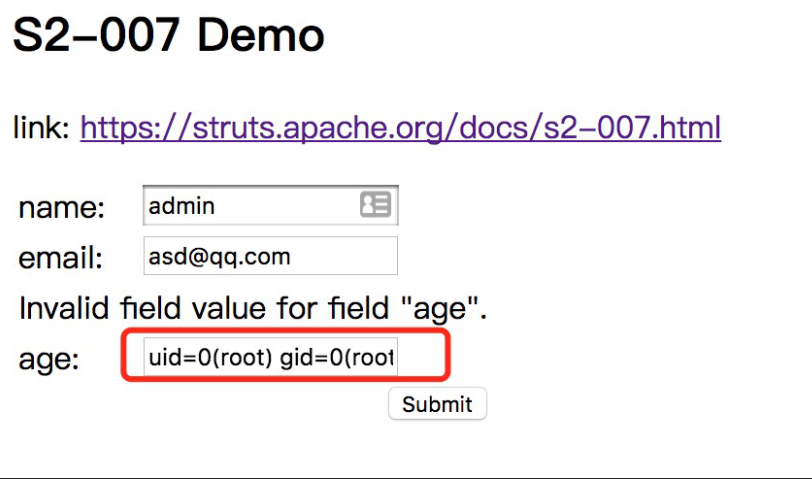 S2-007 Demo
link: https://struts.apache.org/docs/s2-007.html
name: admin
email: asd@qq.com
Invalid field value for field "age".
age: uid=0(root) gid=0(root
Submit